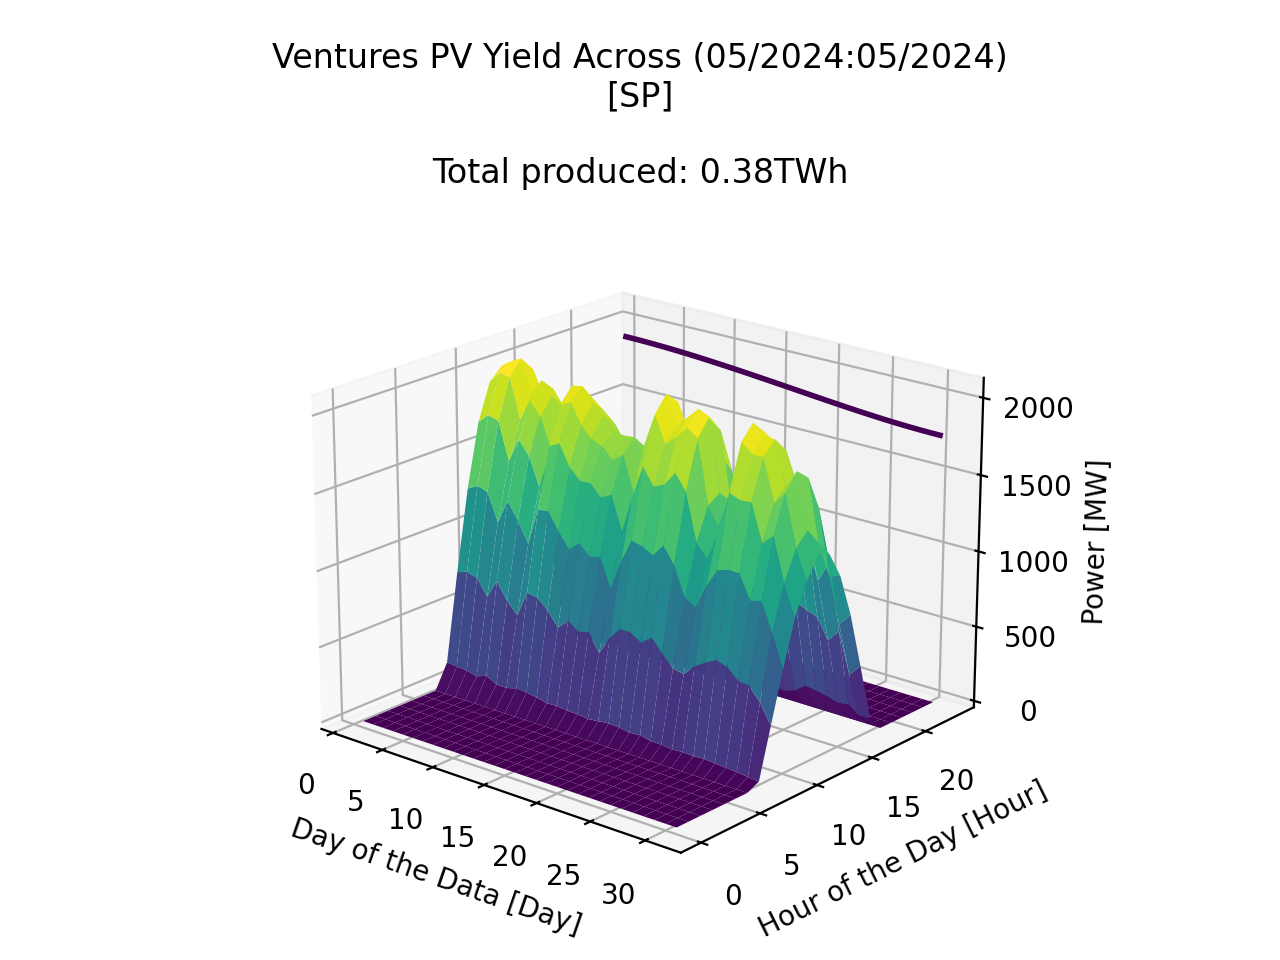 Ventures PV Yield Across (05/2024:05/2024)
[SP]
Total produced: 0.38TWh
2000
1500
1000
500
0
Power [MW]
0
5
10
15
20
25
30
Day of the Data [Day]
0
5
10
15
20
Hour of the Day [Hour]